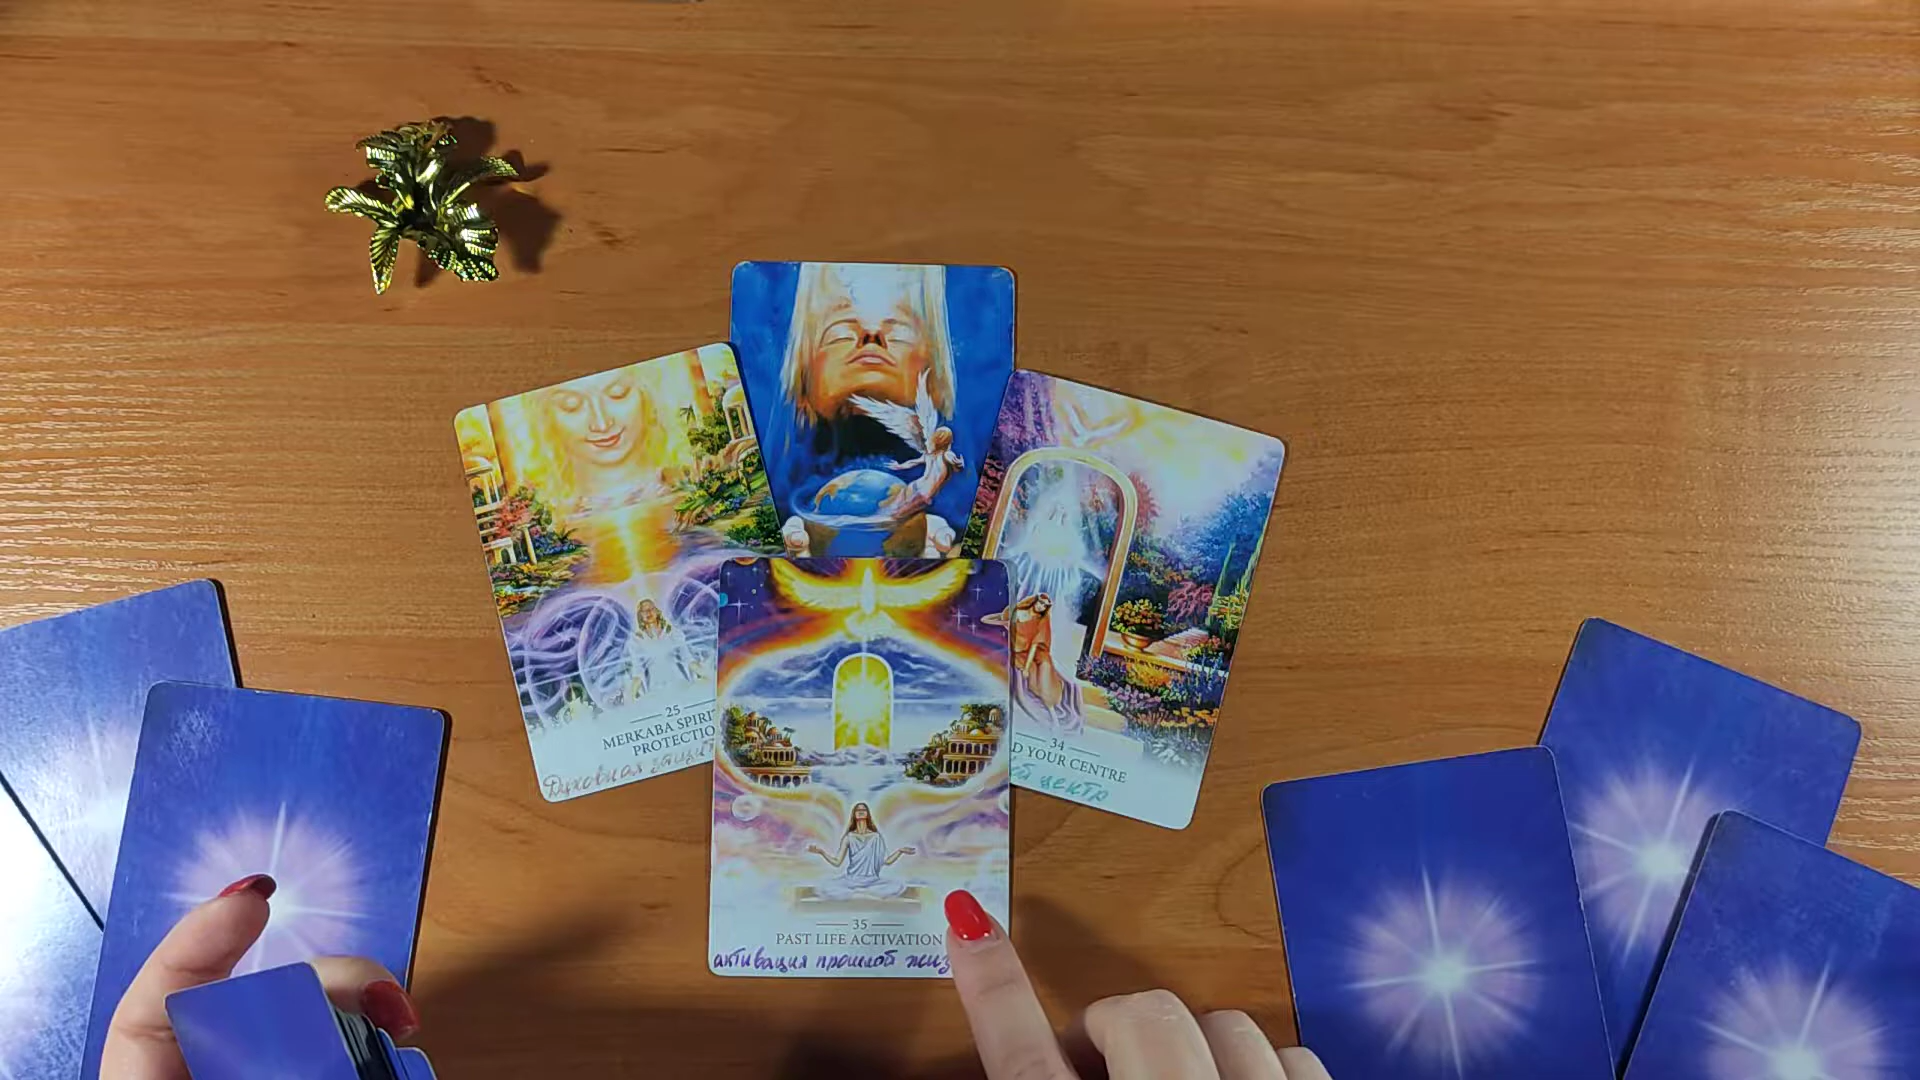 25
MERKABA SPIRIT
PROTECTIO
Духовная защит
34
D YOUR CENTRE
й центр
35
PAST LIFE ACTIVATION
активация прошлой жиз